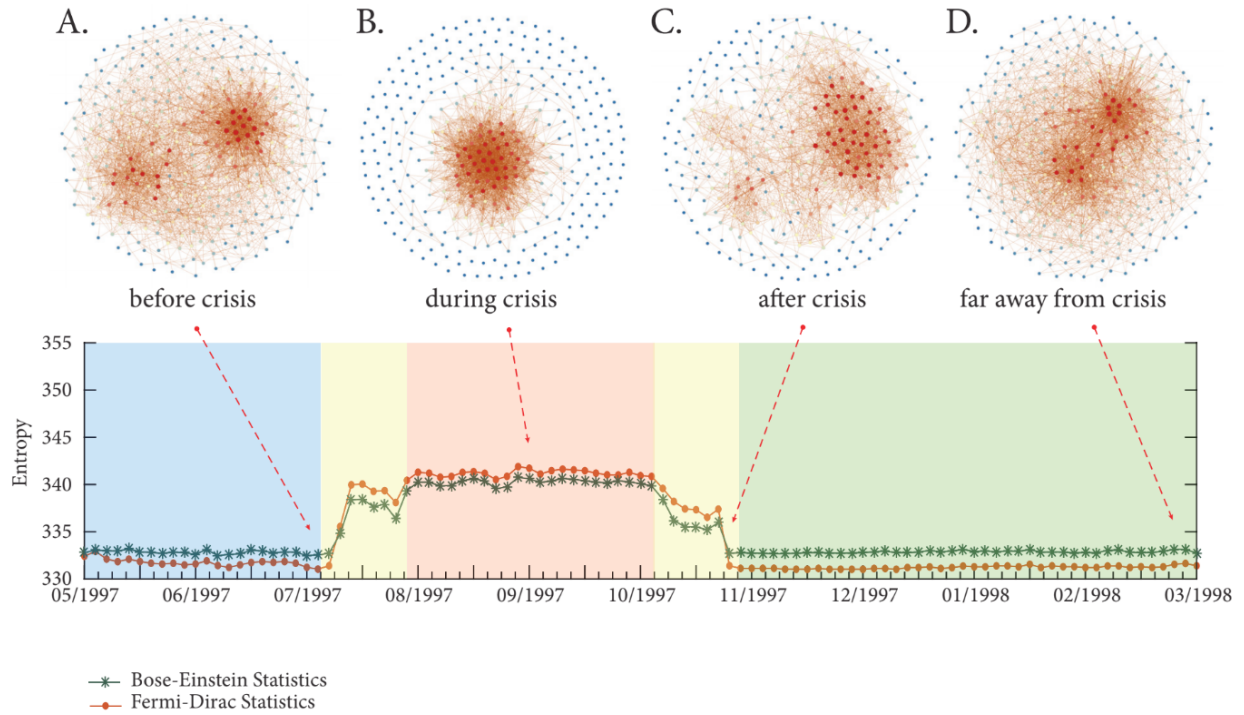 A. B. C. D.
before crisis during crisis after crisis far away from crisis
355
350
345
340
335
330
Entropy
05/1997 06/1997 07/1997 08/1997 09/1997 10/1997 11/1997 12/1997 01/1998 02/1998 03/1998
Bose-Einstein Statistics
Fermi-Dirac Statistics